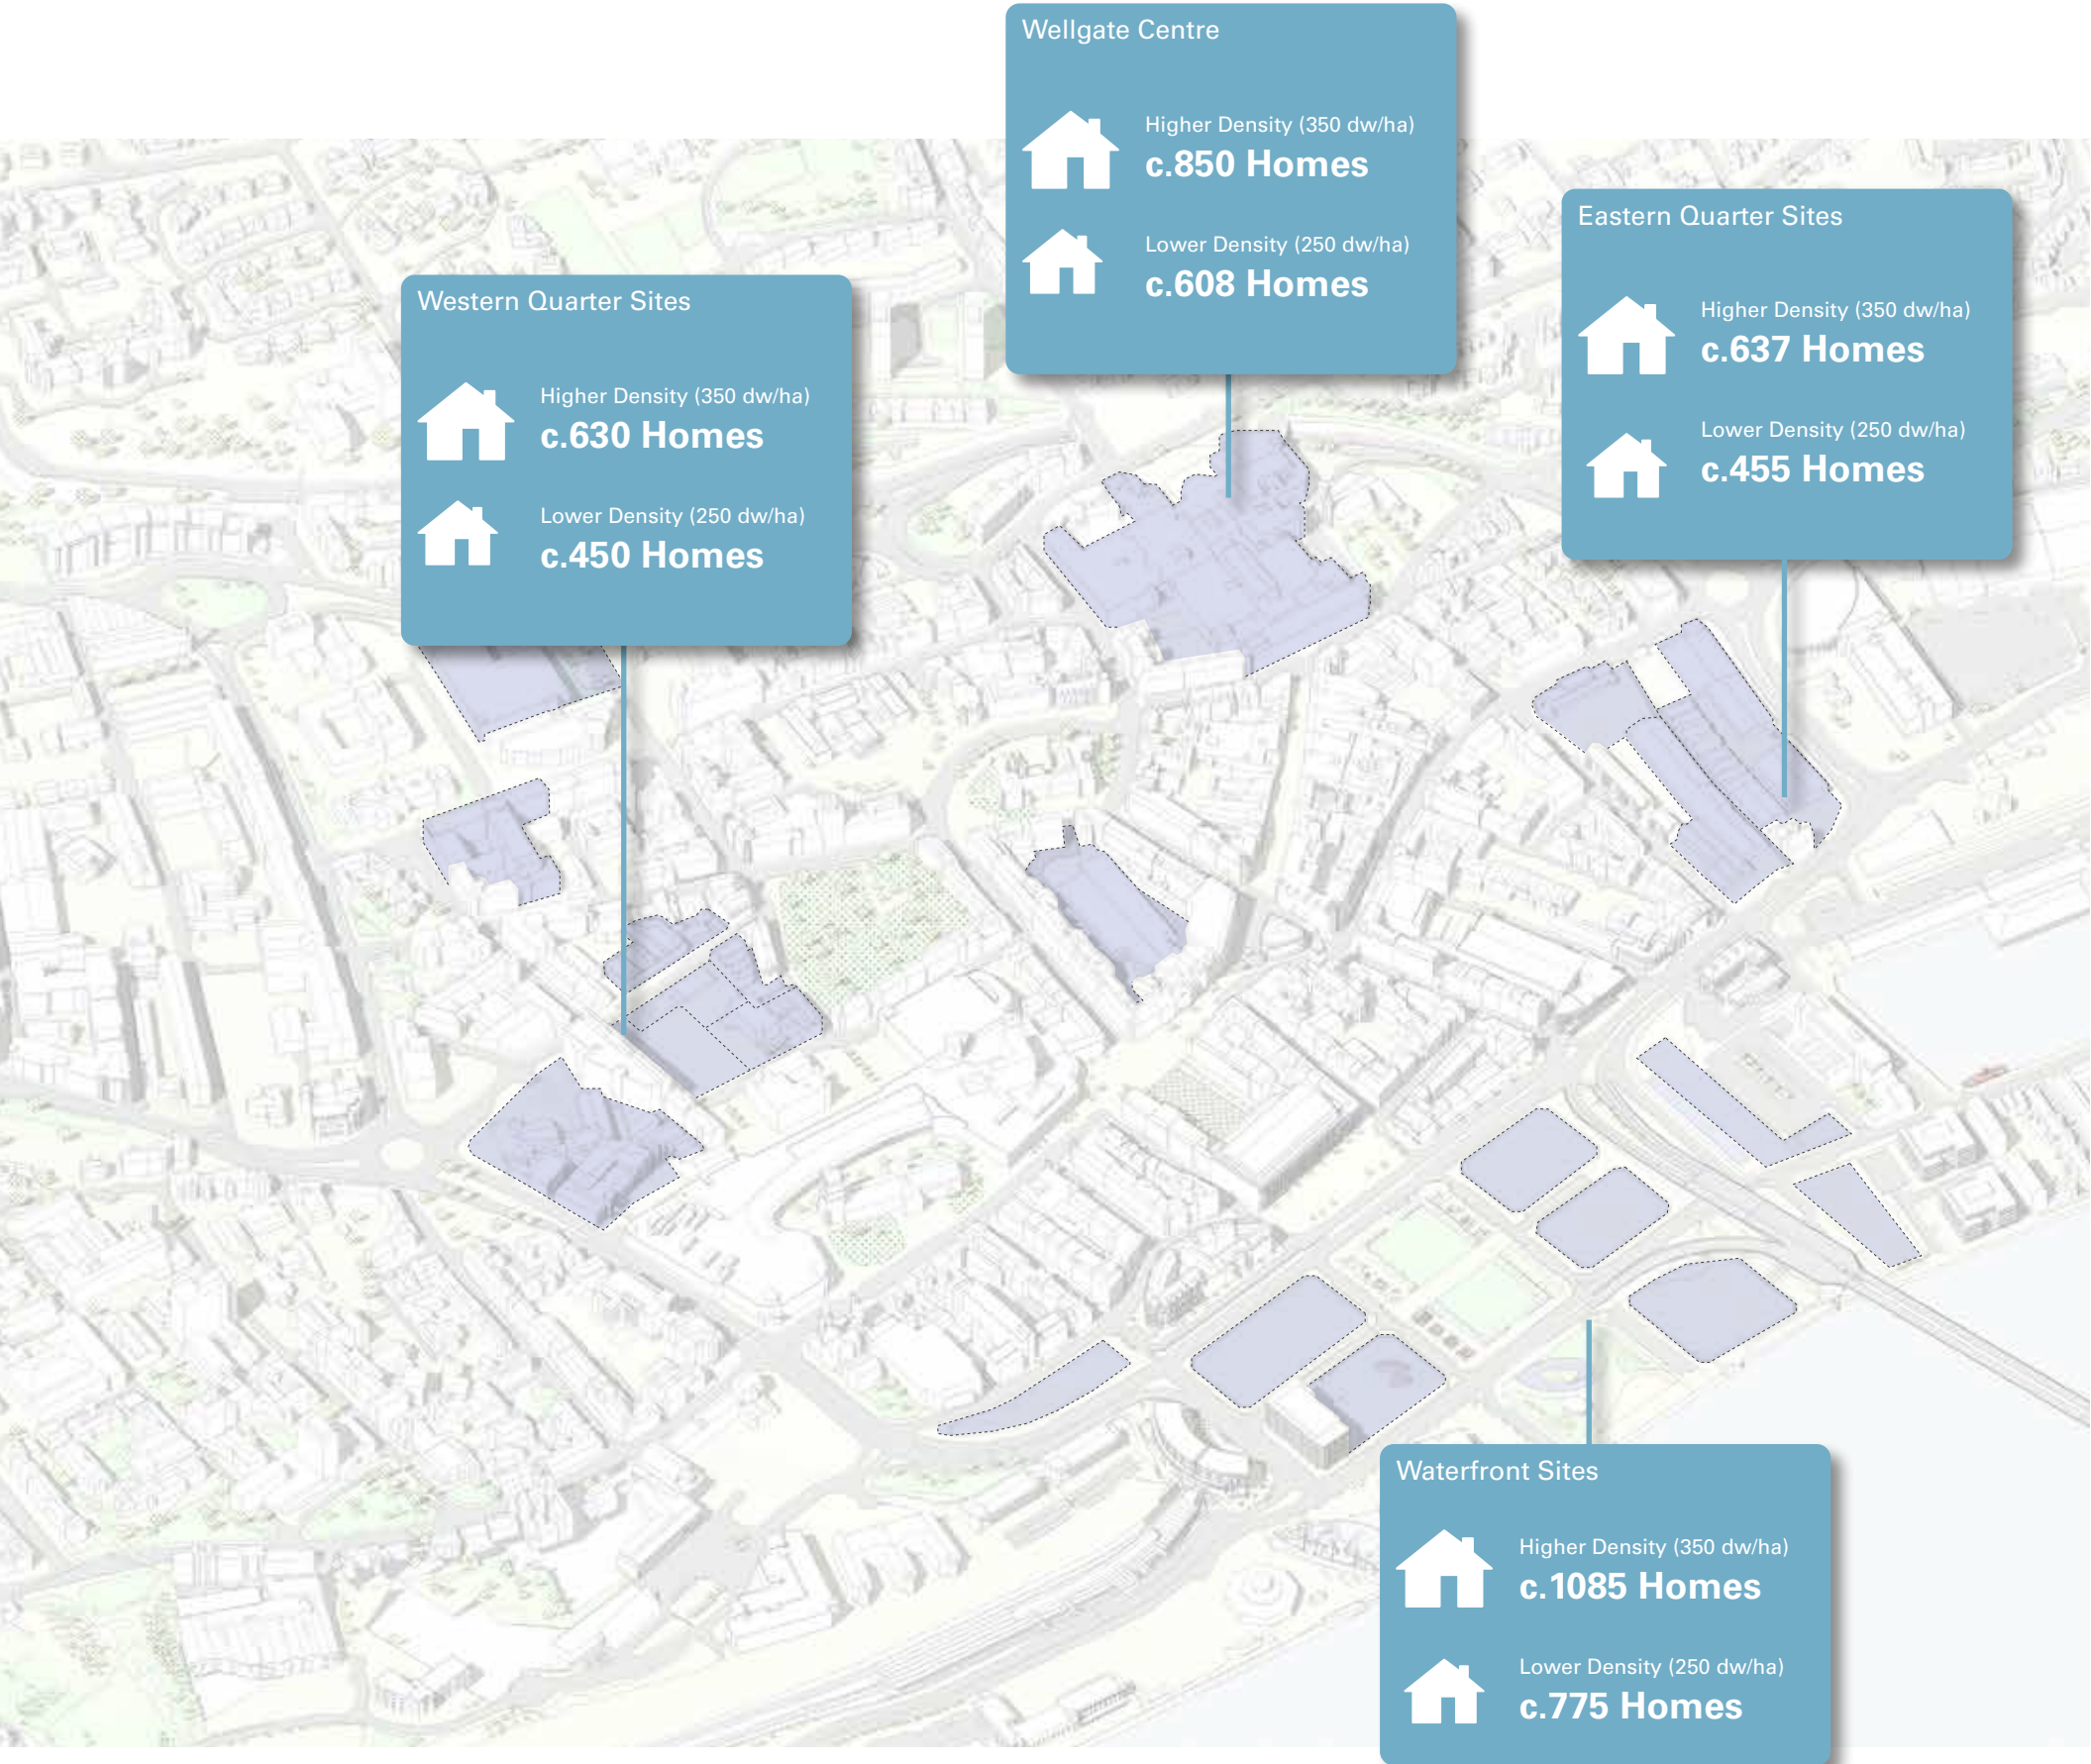 Wellgate Centre
Higher Density (350 dw/ha)
c.850 Homes
Lower Density (250 dw/ha)
c.608 Homes
Eastern Quarter Sites
Higher Density (350 dw/ha)
c.637 Homes
Lower Density (250 dw/ha)
c.455 Homes
Western Quarter Sites
Higher Density (350 dw/ha)
c.630 Homes
Lower Density (250 dw/ha)
c.450 Homes
Waterfront Sites
Higher Density (350 dw/ha)
c.1085 Homes
Lower Density (250 dw/ha)
c.775 Homes